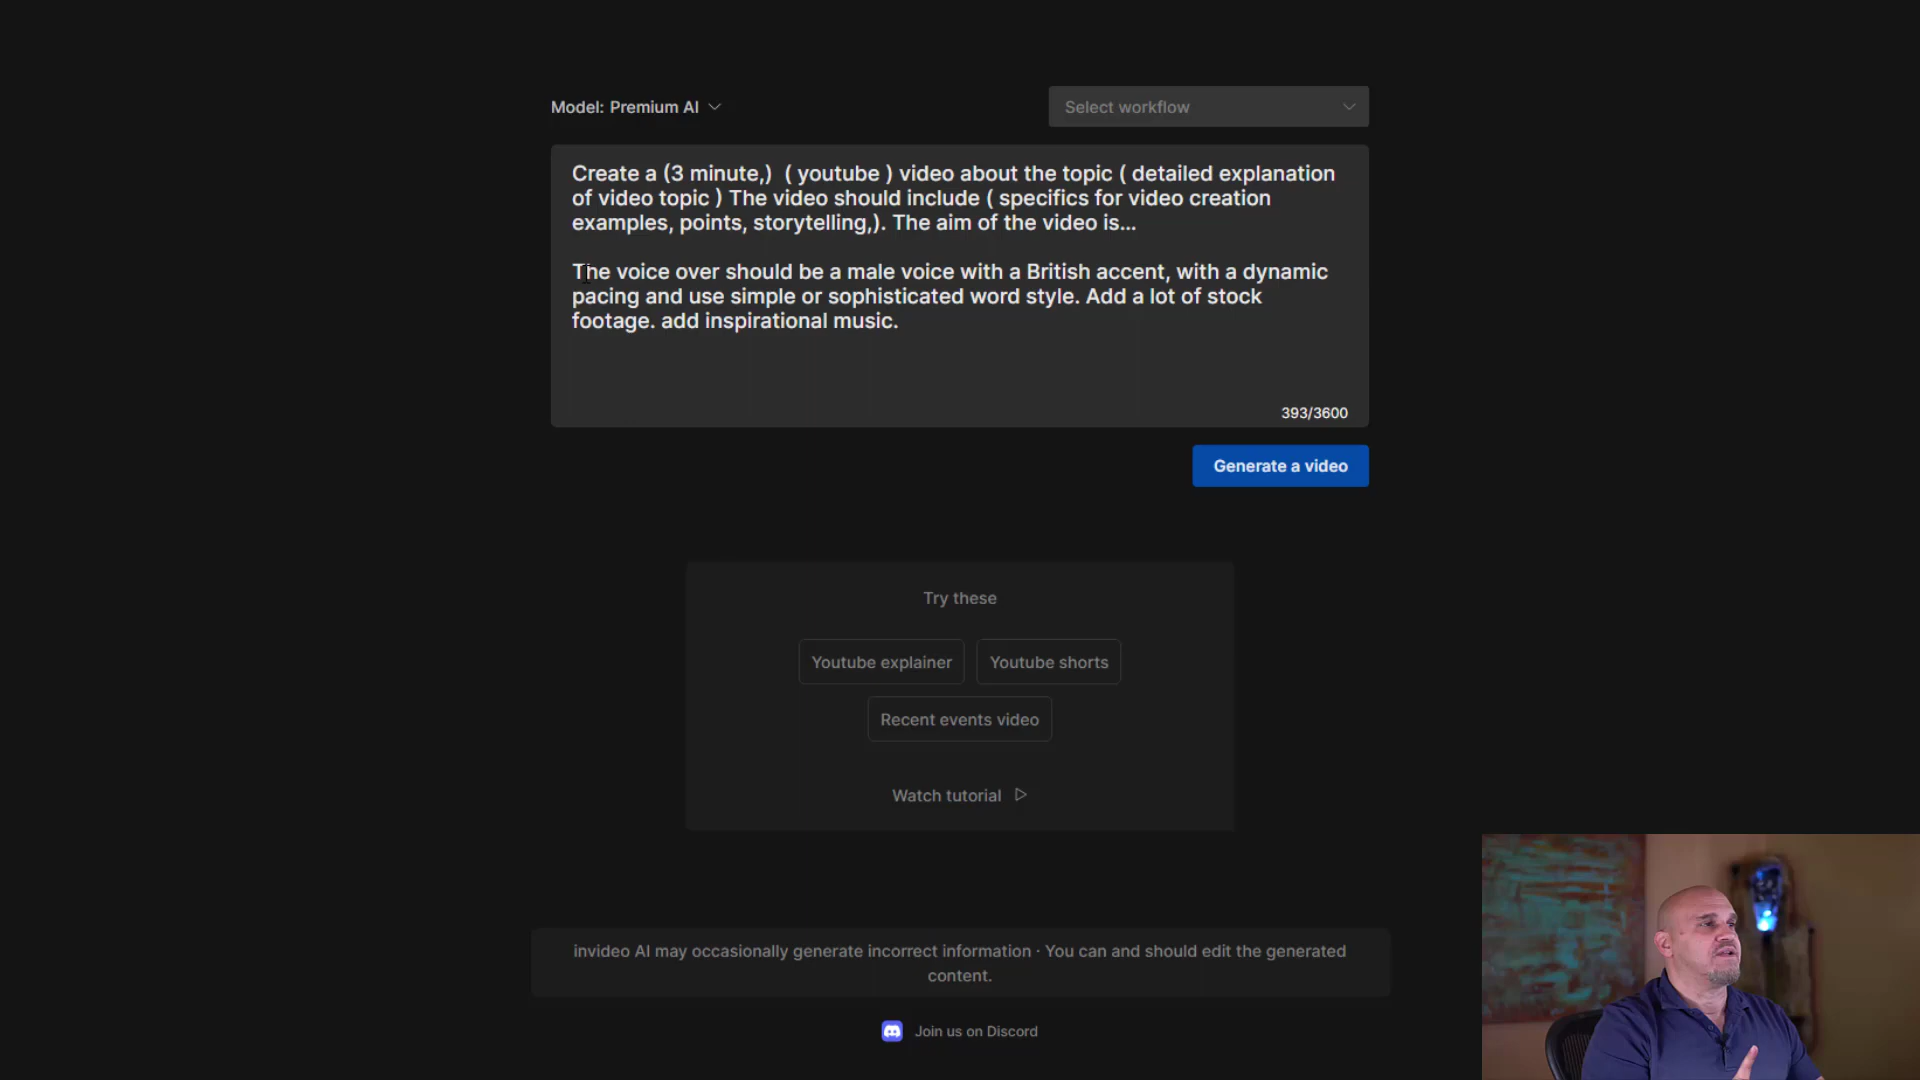 Model: Premium AI
Select workflow
Create a (3 minute,)  ( youtube ) video about the topic ( detailed explanation
of video topic ) The video should include ( specifics for video creation
examples, points, storytelling,). The aim of the video is...
The voice over should be a male voice with a British accent, with a dynamic
pacing and use simple or sophisticated word style. Add a lot of stock
footage. add inspirational music.
393/3600
Generate a video
Try these
Youtube explainer
Youtube shorts
Recent events video
Watch tutorial
invideo AI may occasionally generate incorrect information · You can and should edit the generated
content.
Join us on Discord